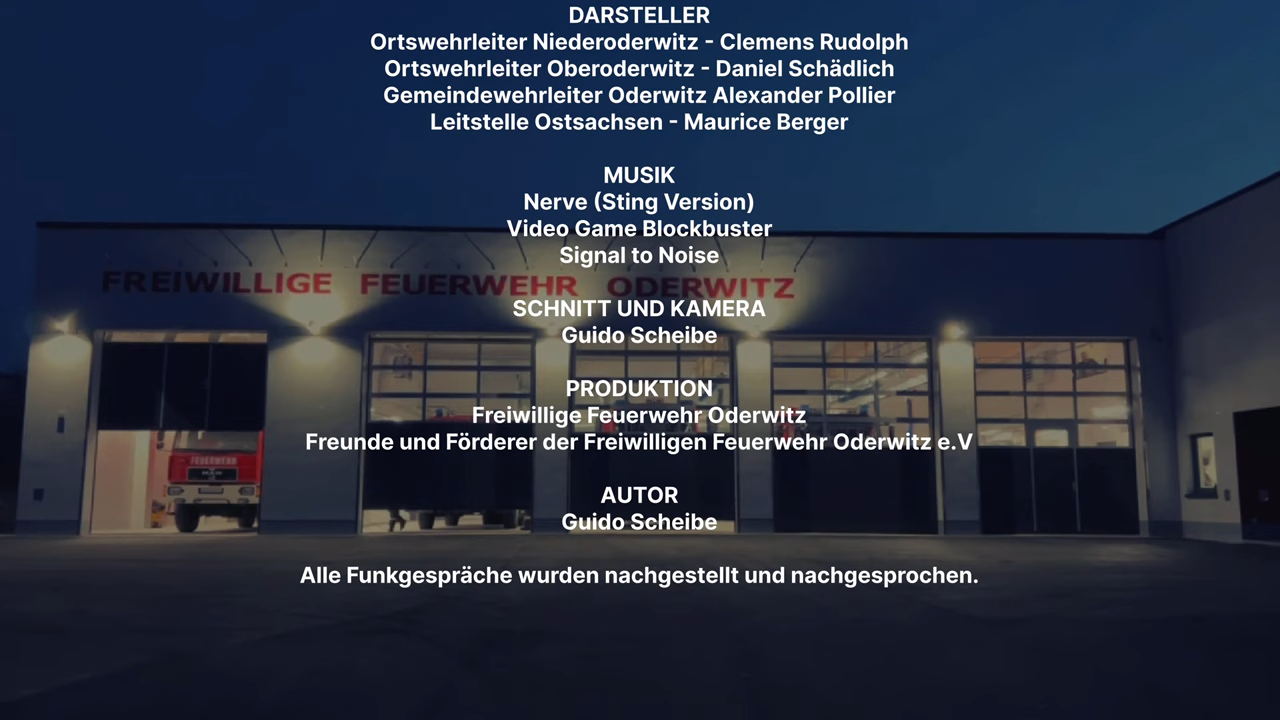 DARSTELLER
Ortswehrleiter Niederoderwitz - Clemens Rudolph
Ortswehrleiter Oberoderwitz - Daniel Schädlich
Gemeindewehrleiter Oderwitz Alexander Pollier
Leitstelle Ostsachsen - Maurice Berger
MUSIK
Nerve (Sting Version)
Video Game Blockbuster
Signal to Noise
FREIWILLIGE FEUERWEHR ODERWITZ
SCHNITT UND KAMERA
Guido Scheibe
PRODUKTION
Freiwillige Feuerwehr Oderwitz
Freunde und Förderer der Freiwilligen Feuerwehr Oderwitz e.V
FEUERWEHR
MAN
AUTOR
Guido Scheibe
Alle Funkgespräche wurden nachgestellt und nachgesprochen.